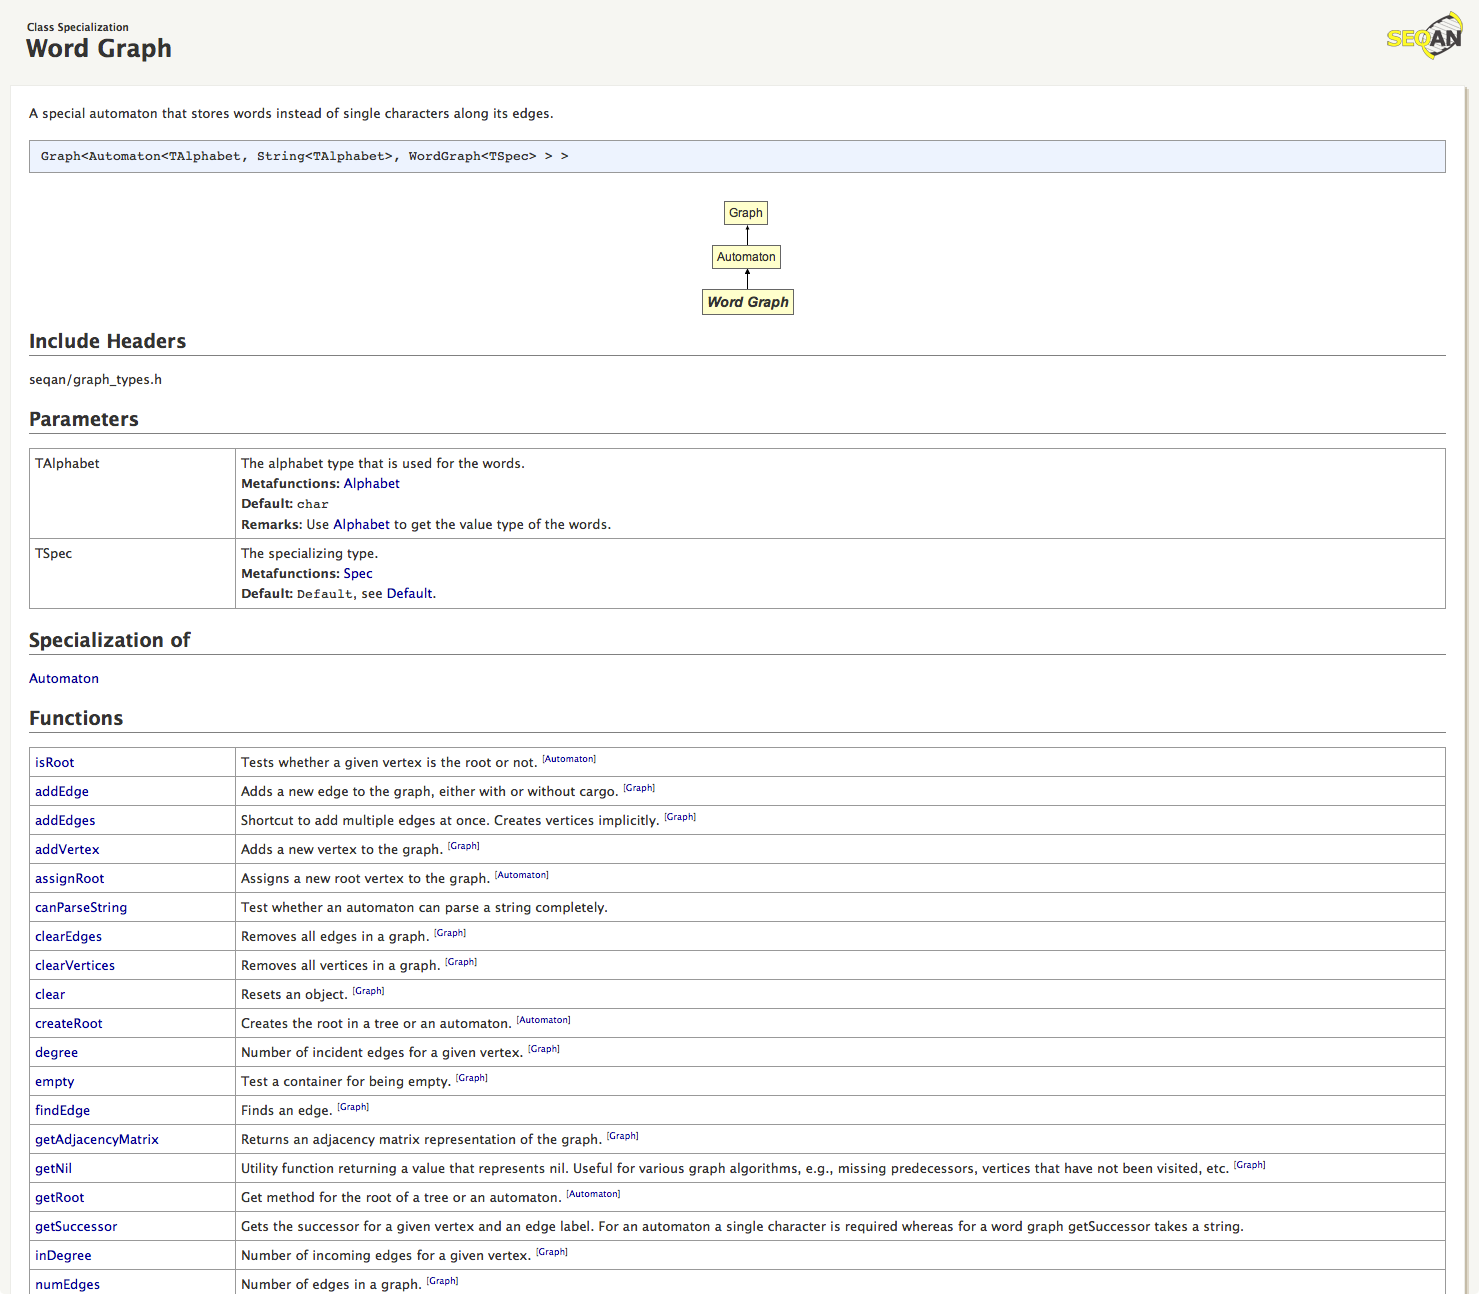 Class Specialization
Word Graph
SEQAN
A special automaton that stores words instead of single characters along its edges.
Graph<Automaton<TAlphabet, String<TAlphabet>, WordGraph<TSpec> > >
Graph
Automaton
Word Graph
Include Headers
seqan/graph_types.h
Parameters
TAlphabet The alphabet type that is used for the words.
Metafunctions: Alphabet
Default: char
Remarks: Use Alphabet to get the value type of the words.
TSpec The specializing type.
Metafunctions: Spec
Default: Default, see Default.
Specialization of
Automaton
Functions
isRoot Tests whether a given vertex is the root or not. [Automaton]
addEdge Adds a new edge to the graph, either with or without cargo. [Graph]
addEdges Shortcut to add multiple edges at once. Creates vertices implicitly. [Graph]
addVertex Adds a new vertex to the graph. [Graph]
assignRoot Assigns a new root vertex to the graph. [Automaton]
canParseString Test whether an automaton can parse a string completely.
clearEdges Removes all edges in a graph. [Graph]
clearVertices Removes all vertices in a graph. [Graph]
clear Resets an object. [Graph]
createRoot Creates the root in a tree or an automaton. [Automaton]
degree Number of incident edges for a given vertex. [Graph]
empty Test a container for being empty. [Graph]
findEdge Finds an edge. [Graph]
getAdjacencyMatrix Returns an adjacency matrix representation of the graph. [Graph]
getNil Utility function returning a value that represents nil. Useful for various graph algorithms, e.g., missing predecessors, vertices that have not been visited, etc. [Graph]
getRoot Get method for the root of a tree or an automaton. [Automaton]
getSuccessor Gets the successor for a given vertex and an edge label. For an automaton a single character is required whereas for a word graph getSuccessor takes a string.
inDegree Number of incoming edges for a given vertex. [Graph]
numEdges Number of edges in a graph. [Graph]